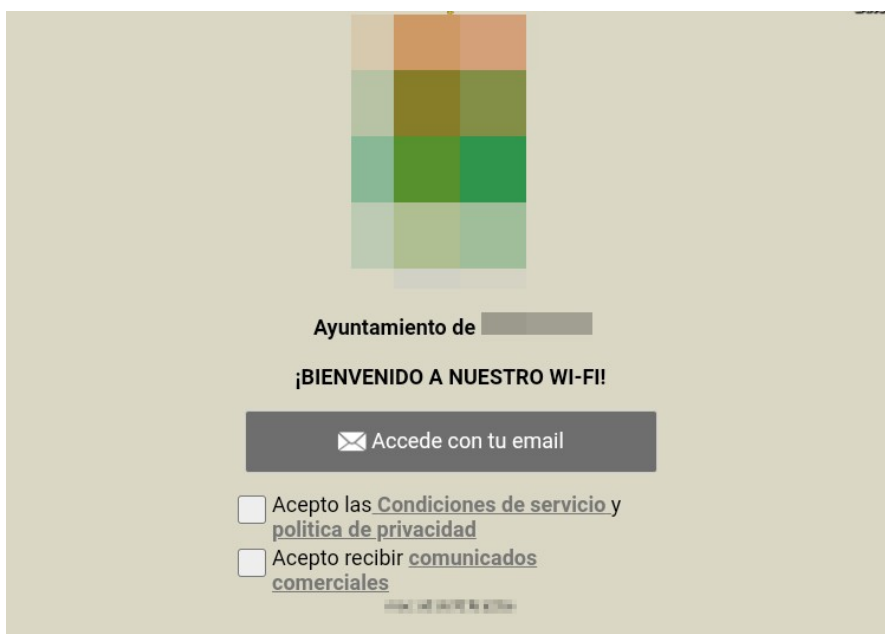 Ayuntamiento de
¡BIENVENIDO A NUESTRO WI-FI!
Accede con tu email
Acepto las Condiciones de servicio y
politica de privacidad
Acepto recibir comunicados
comerciales